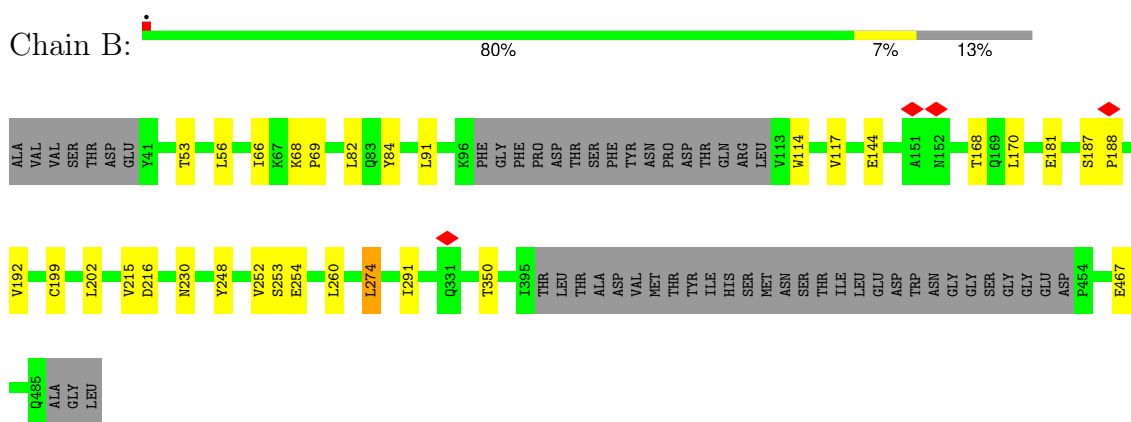 Chain B:
80% 7% 13%
ALA VAL VAL SER THR ASP GLU Y41 T53 L56 I66 K67 K68 P69 L82 Q83 Y84 L91 K96 PHE GLY PHE PRO ASP THR SER PHE TYR ASN PRO ASP THR GLN ARG LEU V113 W114 V117 E144 A151 N152 T168 Q169 L170 E181 S187 P188
V192 C199 L202 V215 D216 N230 Y248 V252 S253 E254 L260 L274 I291 Q331 T350 I395 THR LEU THR ALA ASP VAL MET THR TYR ILE HIS SER MET ASN SER THR ILE LEU GLU ASP TRP ASN GLY GLY SER GLY GLY GLU ASP P454 E467
Q485 ALA GLY LEU